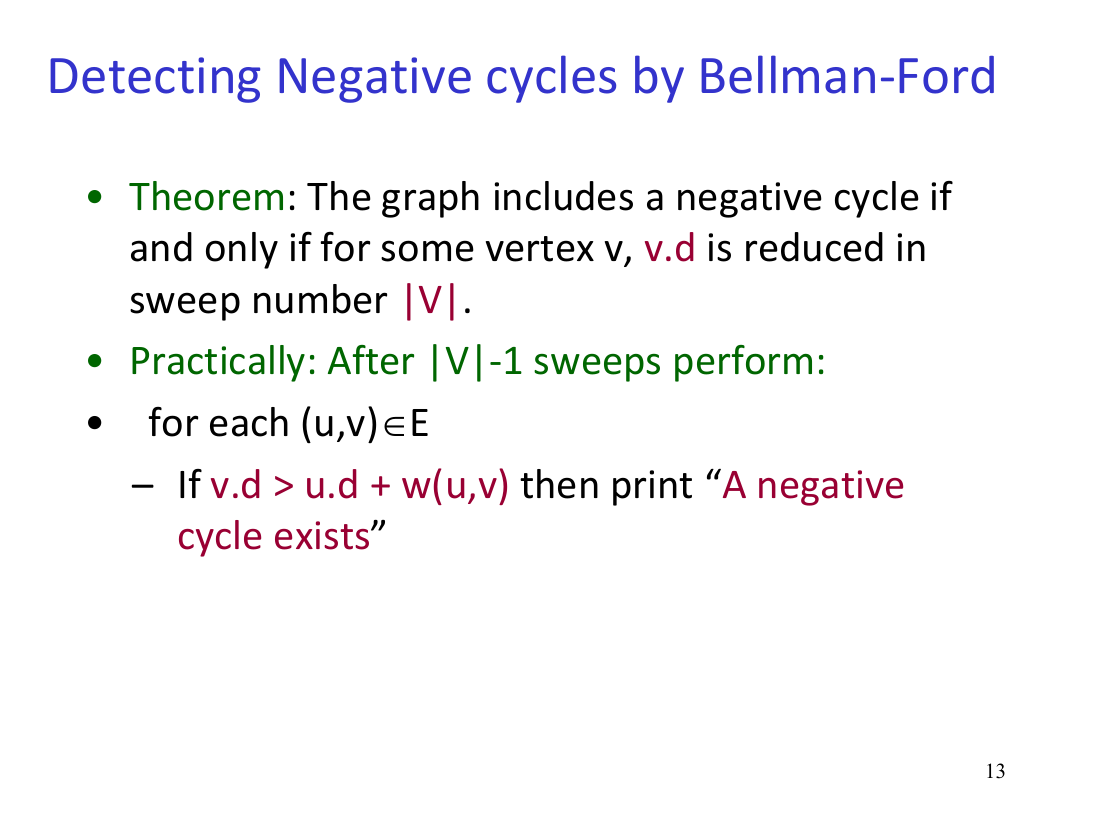 Detecting Negative cycles by Bellman-Ford
• Theorem: The graph includes a negative cycle if
and only if for some vertex v, v.d is reduced in
sweep number |V|.
• Practically: After |V|-1 sweeps perform:
• for each (u,v)∈E
– If v.d > u.d + w(u,v) then print “A negative
cycle exists”
13